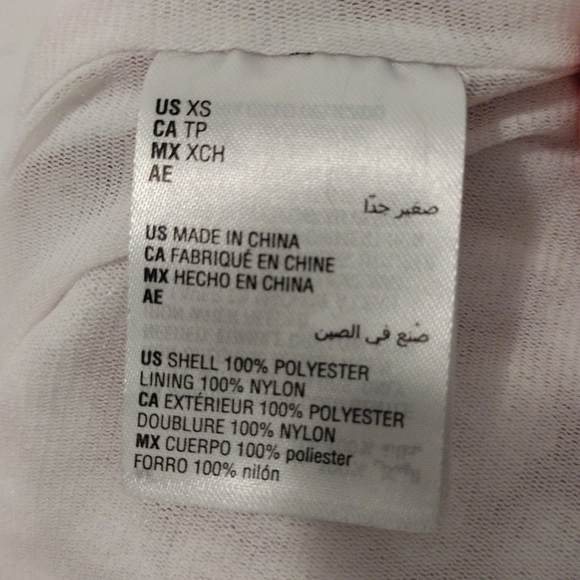 US XS
CA TP
MX XCH
AE
صغير جدّا
US MADE IN CHINA
CA FABRIQUÉ EN CHINE
MX HECHO EN CHINA
AE
صُنع في الصين
US SHELL 100% POLYESTER
LINING 100% NYLON
CA EXTÉRIEUR 100% POLYESTER
DOUBLURE 100% NYLON
MX CUERPO 100% poliester
FORRO 100% nilón